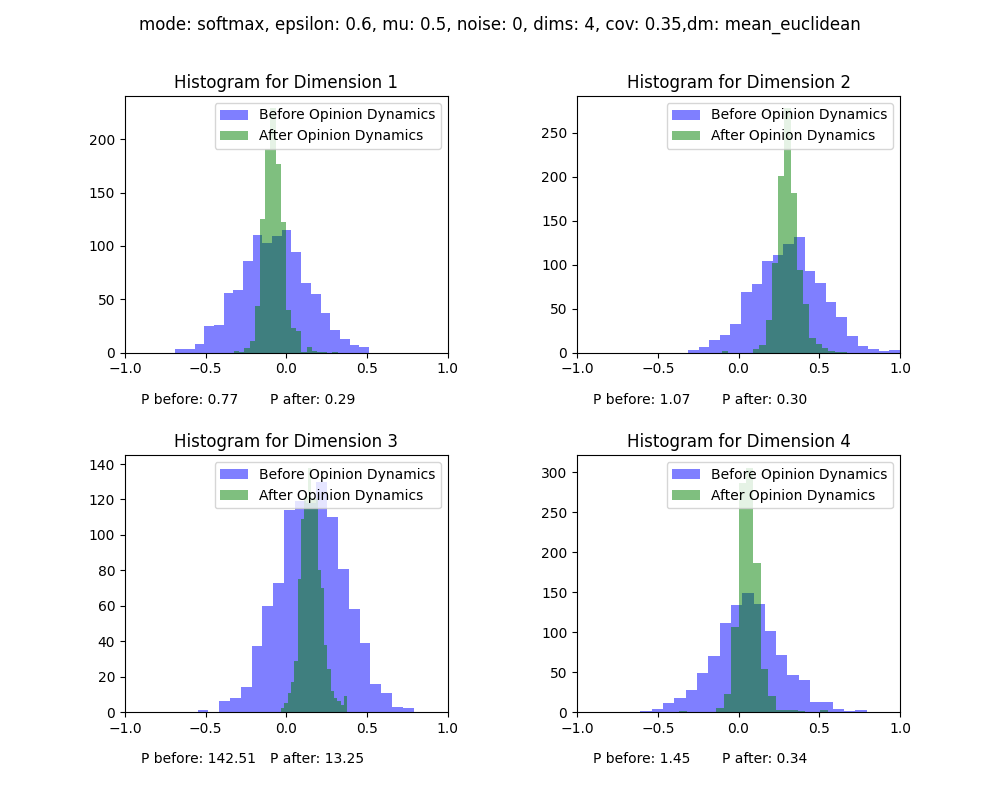 mode: softmax, epsilon: 0.6, mu: 0.5, noise: 0, dims: 4, cov: 0.35,dm: mean_euclidean
Histogram for Dimension 1
Before Opinion Dynamics
After Opinion Dynamics
200
150
100
50
0
−1.0 −0.5 0.0 0.5 1.0
P before: 0.77 P after: 0.29
Histogram for Dimension 2
Before Opinion Dynamics
After Opinion Dynamics
250
200
150
100
50
0
−1.0 −0.5 0.0 0.5 1.0
P before: 1.07 P after: 0.30
Histogram for Dimension 3
Before Opinion Dynamics
After Opinion Dynamics
140
120
100
80
60
40
20
0
−1.0 −0.5 0.0 0.5 1.0
P before: 142.51 P after: 13.25
Histogram for Dimension 4
Before Opinion Dynamics
After Opinion Dynamics
300
250
200
150
100
50
0
−1.0 −0.5 0.0 0.5 1.0
P before: 1.45 P after: 0.34